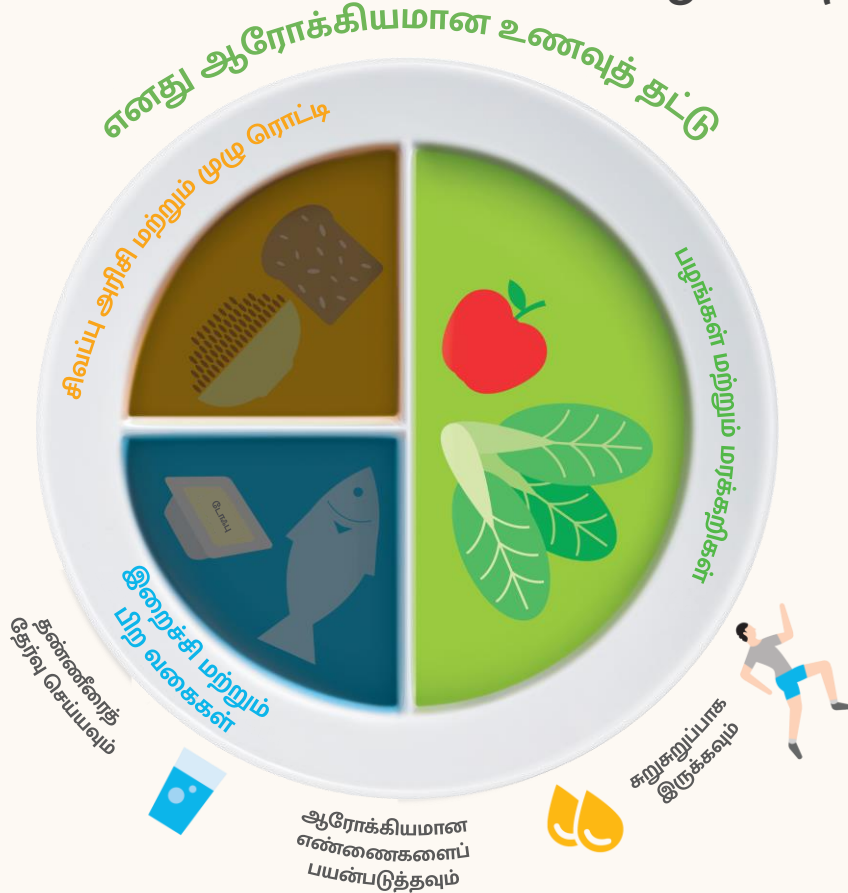 எனது ஆரோக்கியமான உணவுத் தட்டு
சிவப்பு அரிசி மற்றும் முழு ரொட்டி
பழங்கள் மற்றும் மரக்கறிகள்
டோஃபு
இறைச்சி மற்றும்
பிற வகைகள்
தண்ணீரைத்
தேர்வு செய்யவும்
ஆரோக்கியமான
எண்ணைகளைப்
பயன்படுத்தவும்
சுறுசுறுப்பாக
இருக்கவும்